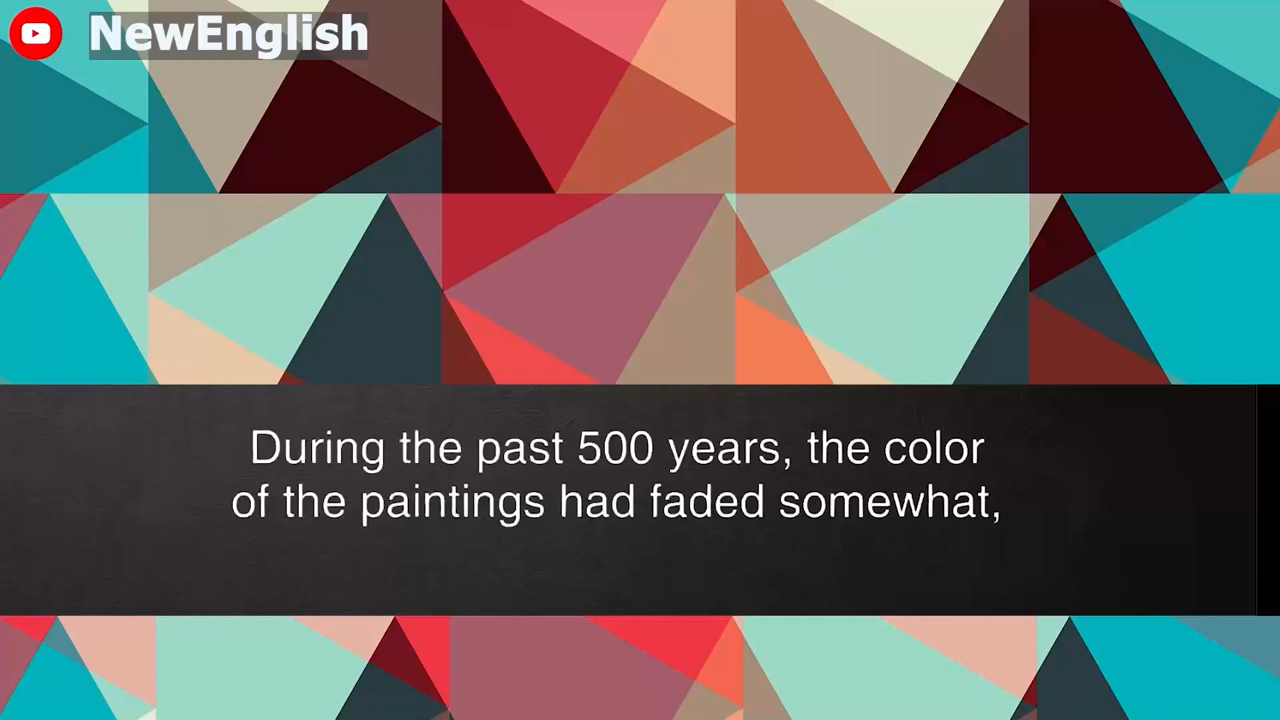 NewEnglish
During the past 500 years, the color
of the paintings had faded somewhat,